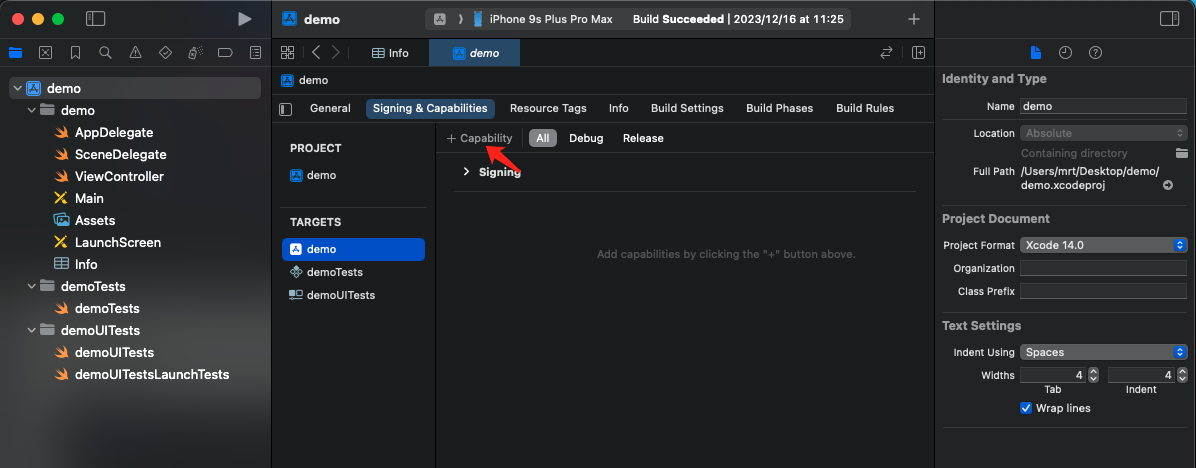 demo
iPhone 9s Plus Pro Max Build Succeeded | 2023/12/16 at 11:25
demo
demo
AppDelegate
SceneDelegate
ViewController
Main
Assets
LaunchScreen
Info
demoTests
demoTests
demoUITests
demoUITests
demoUITestsLaunchTests
Info
demo
demo
General Signing & Capabilities Resource Tags Info Build Settings Build Phases Build Rules
PROJECT
demo
TARGETS
demo
demoTests
demoUITests
+ Capability All Debug Release
Signing
Add capabilities by clicking the "+" button above.
Identity and Type
Name demo
Location Absolute
Containing directory
Full Path /Users/mrt/Desktop/demo/
demo.xcodeproj
Project Document
Project Format Xcode 14.0
Organization
Class Prefix
Text Settings
Indent Using Spaces
Widths 4 4
Tab Indent
Wrap lines